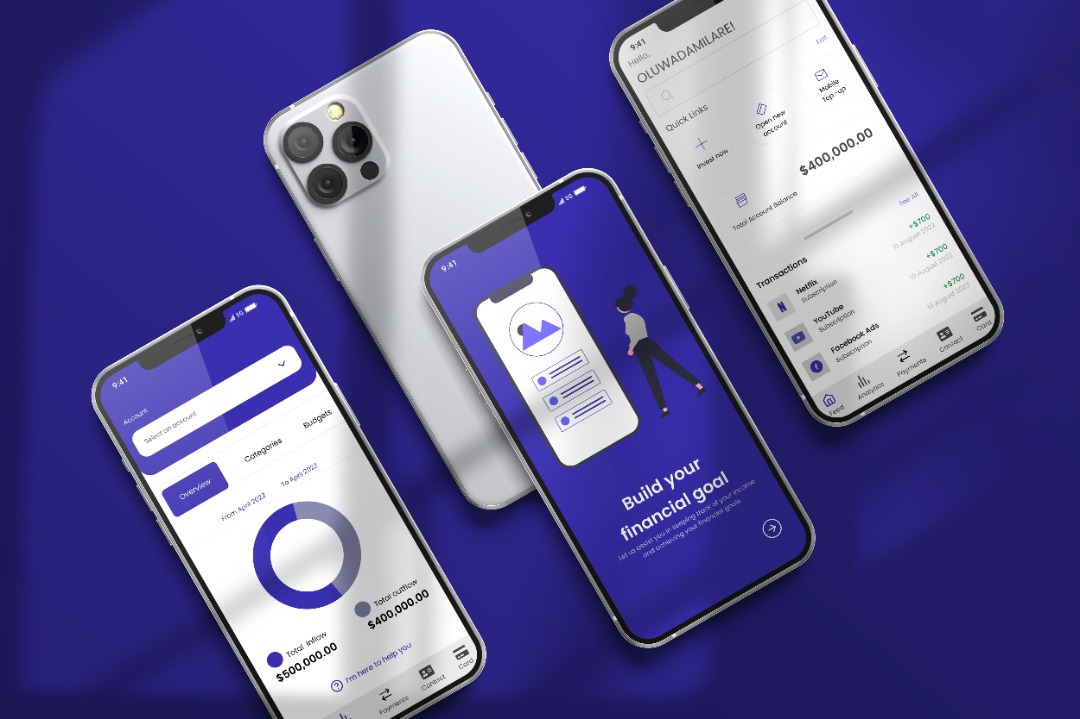 9:41
Account
Select an account
Overview
Categories
Budgets
From April 2022
To April 2022
Total inflow
$500,000.00
Total outflow
$400,000.00
I'm here to help you
Payments
Contact
Card
5G
9:41
5G
Build your
financial goal
Let us assist you in keeping track of your income
and achieving your financial goals
9:41
Hello,
OLUWADAMILARE!
Quick Links
Edit
Invest now
Open new
account
Mobile
Top-up
Total Account Balance
$400,000.00
Transactions
See All
Netflix
Subscription
+$700
10 August 2022
YouTube
Subscription
+$700
10 August 2022
Facebook Ads
Subscription
+$700
10 August 2022
Feed
Analytics
Payments
Contact
Card